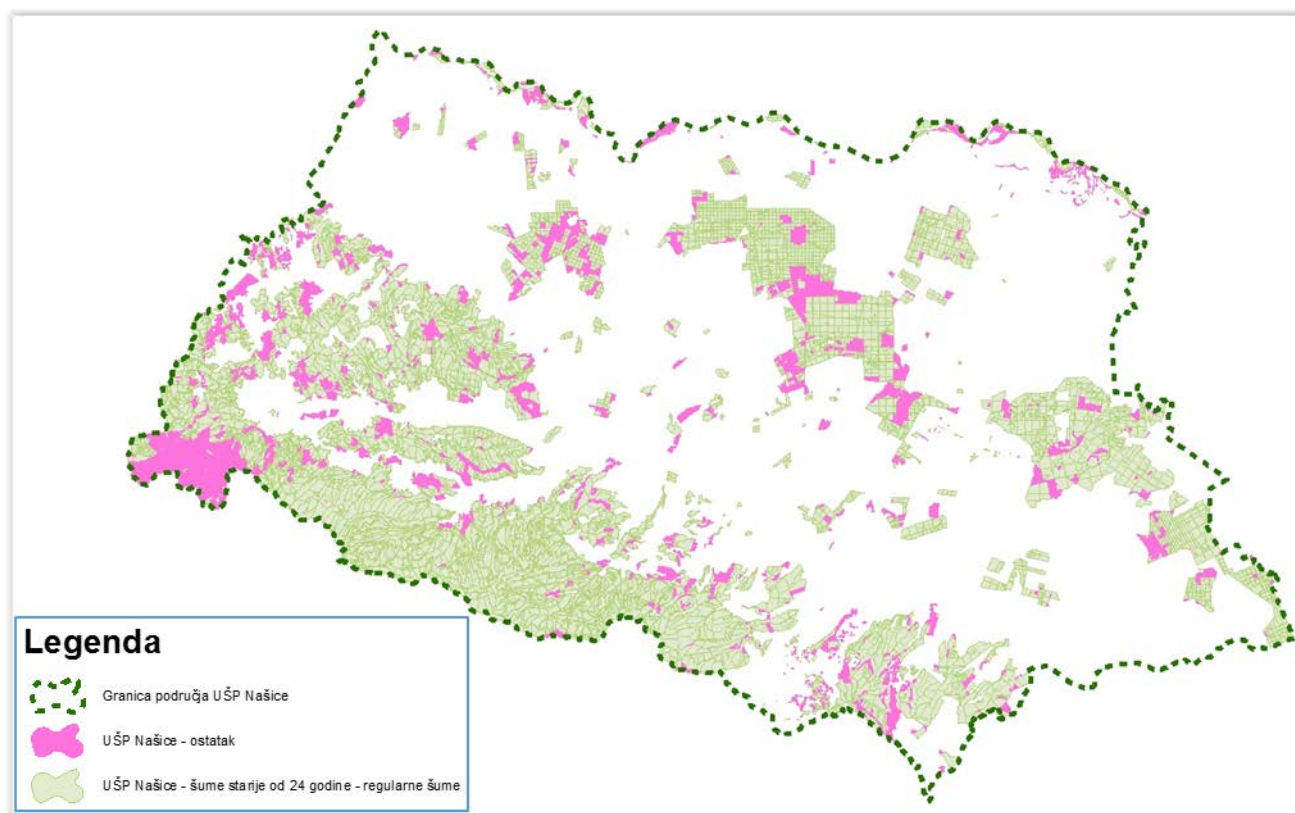 Legenda
Granica područja UŠP Našice
UŠP Našice - ostatak
UŠP Našice - šume starije od 24 godine - regularne šume